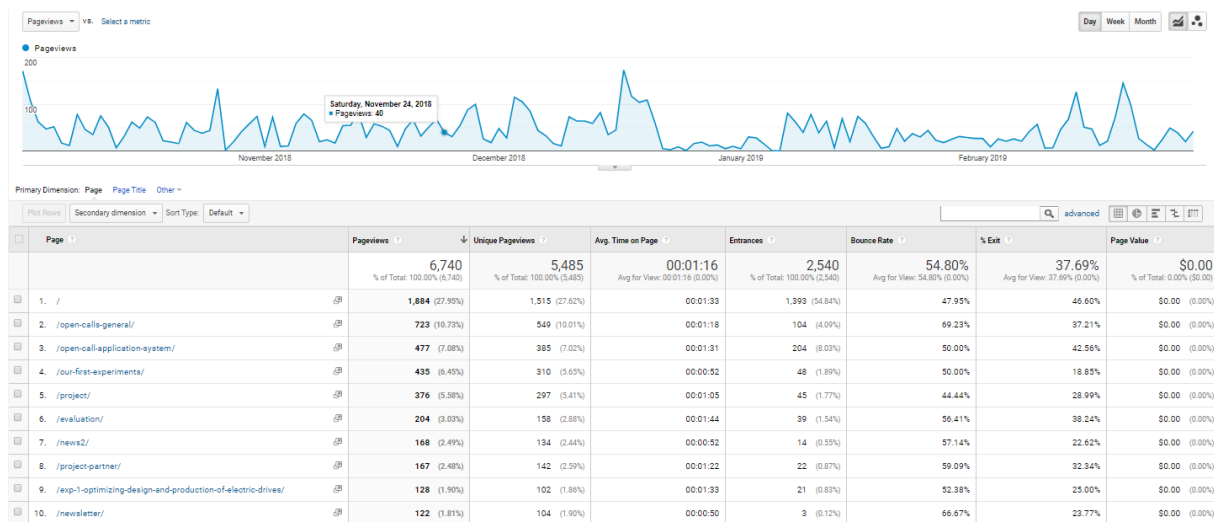 Pageviews vs. Select a metric Day Week Month
Pageviews
200
100
Saturday, November 24, 2018
Pageviews: 40
November 2018 December 2018 January 2019 February 2019
Primary Dimension: Page Page Title Other
Plot Rows Secondary dimension Sort Type: Default advanced
Page ? Pageviews ? Unique Pageviews ? Avg. Time on Page ? Entrances ? Bounce Rate ? % Exit ? Page Value ?
6,740 5,485 00:01:16 2,540 54.80% 37.69% $0.00
% of Total: 100.00% (6,740) % of Total: 100.00% (5,485) Avg for View: 00:01:16 (0.00%) % of Total: 100.00% (2,540) Avg for View: 54.80% (0.00%) Avg for View: 37.69% (0.00%) % of Total: 0.00% ($0.00)
1. / 1,884 (27.95%) 1,515 (27.62%) 00:01:33 1,393 (54.84%) 47.95% 46.60% $0.00 (0.00%)
2. /open-calls-general/ 723 (10.73%) 549 (10.01%) 00:01:18 104 (4.09%) 69.23% 37.21% $0.00 (0.00%)
3. /open-call-application-system/ 477 (7.08%) 385 (7.02%) 00:01:31 204 (8.03%) 50.00% 42.56% $0.00 (0.00%)
4. /our-first-experiments/ 435 (6.45%) 310 (5.65%) 00:00:52 48 (1.89%) 50.00% 18.85% $0.00 (0.00%)
5. /project/ 376 (5.58%) 297 (5.41%) 00:01:05 45 (1.77%) 44.44% 28.99% $0.00 (0.00%)
6. /evaluation/ 204 (3.03%) 158 (2.88%) 00:01:44 39 (1.54%) 56.41% 38.24% $0.00 (0.00%)
7. /news2/ 168 (2.49%) 134 (2.44%) 00:00:52 14 (0.55%) 57.14% 22.62% $0.00 (0.00%)
8. /project-partner/ 167 (2.48%) 142 (2.59%) 00:01:22 22 (0.87%) 59.09% 32.34% $0.00 (0.00%)
9. /exp-1-optimizing-design-and-production-of-electric-drives/ 128 (1.90%) 102 (1.86%) 00:01:33 21 (0.83%) 52.38% 25.00% $0.00 (0.00%)
10. /newsletter/ 122 (1.81%) 104 (1.90%) 00:00:50 3 (0.12%) 66.67% 23.77% $0.00 (0.00%)